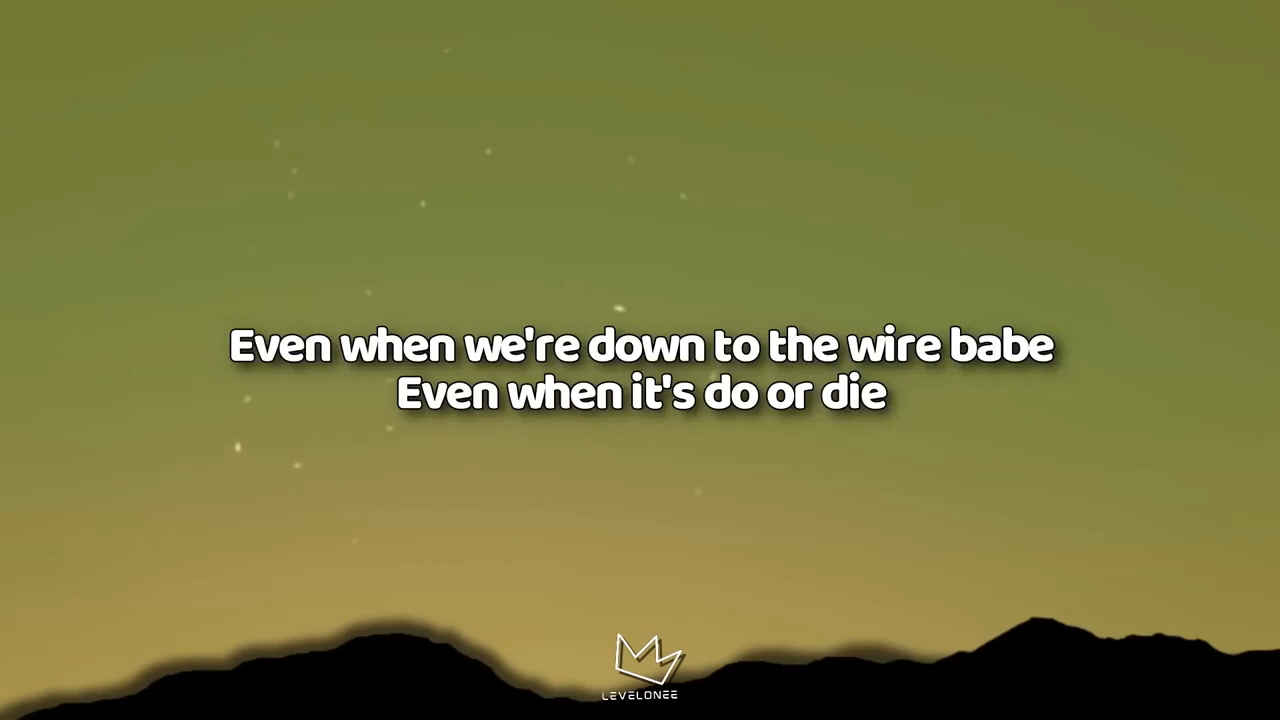 Even when we're down to the wire babe
Even when it's do or die
LEVELONEE